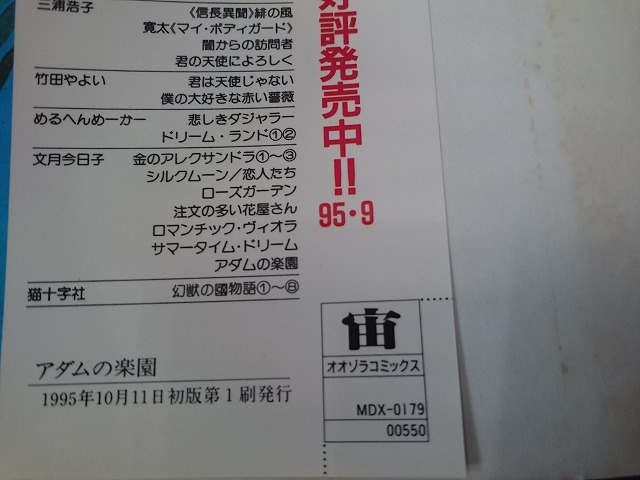 三浦浩子 《信長異聞》緋の風
寛太《マイ・ボディガード》
闇からの訪問者
君の天使によろしく
竹田やよい 君は天使じゃない
僕の大好きな赤い薔薇
めるへんめーかー 悲しきダジャラー
ドリーム・ランド①②
文月今日子 金のアレクサンドラ①〜③
シルクムーン／恋人たち
ローズガーデン
注文の多い花屋さん
ロマンチック・ヴィオラ
サマータイム・ドリーム
アダムの楽園
猫十字社 幻獣の國物語①〜⑧
好評発売中!!
95・9
アダムの楽園
1995年10月11日初版第1刷発行
宙
オオゾラコミックス
MDX-0179
00550